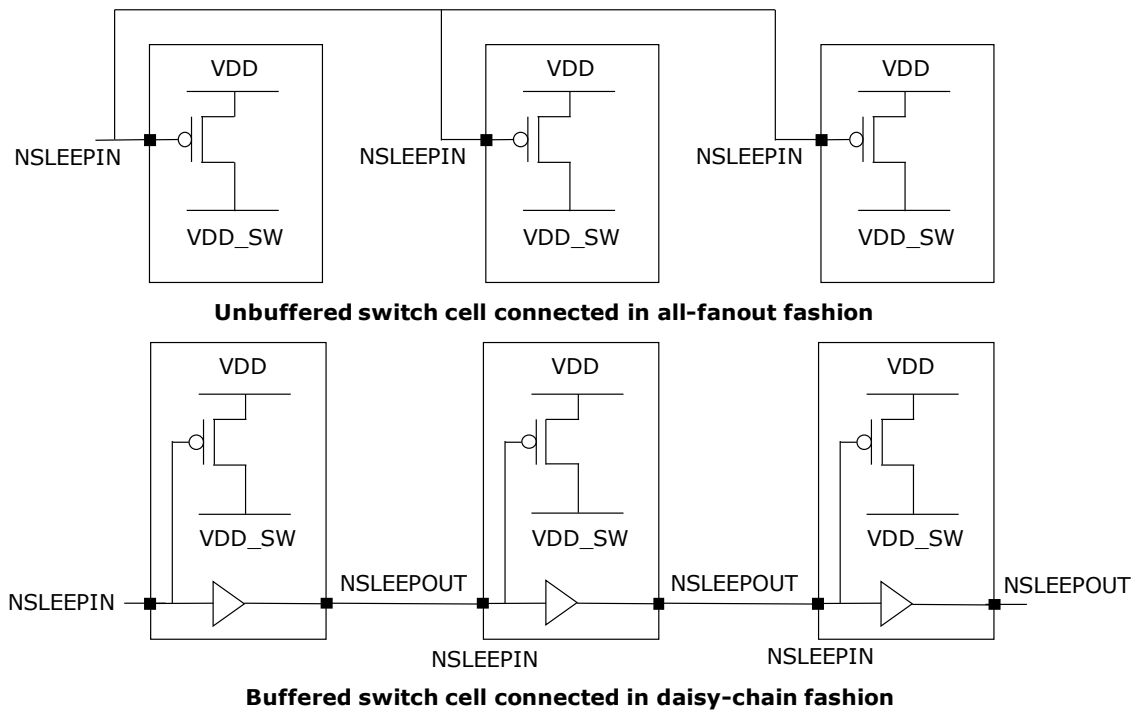 VDD
VDD
VDD
NSLEEPIN
NSLEEPIN
NSLEEPIN
VDD_SW
VDD_SW
VDD_SW
Unbuffered switch cell connected in all-fanout fashion
VDD
VDD
VDD
VDD_SW
VDD_SW
VDD_SW
NSLEEPIN
NSLEEPOUT
NSLEEPOUT
NSLEEPOUT
NSLEEPIN
NSLEEPIN
Buffered switch cell connected in daisy-chain fashion